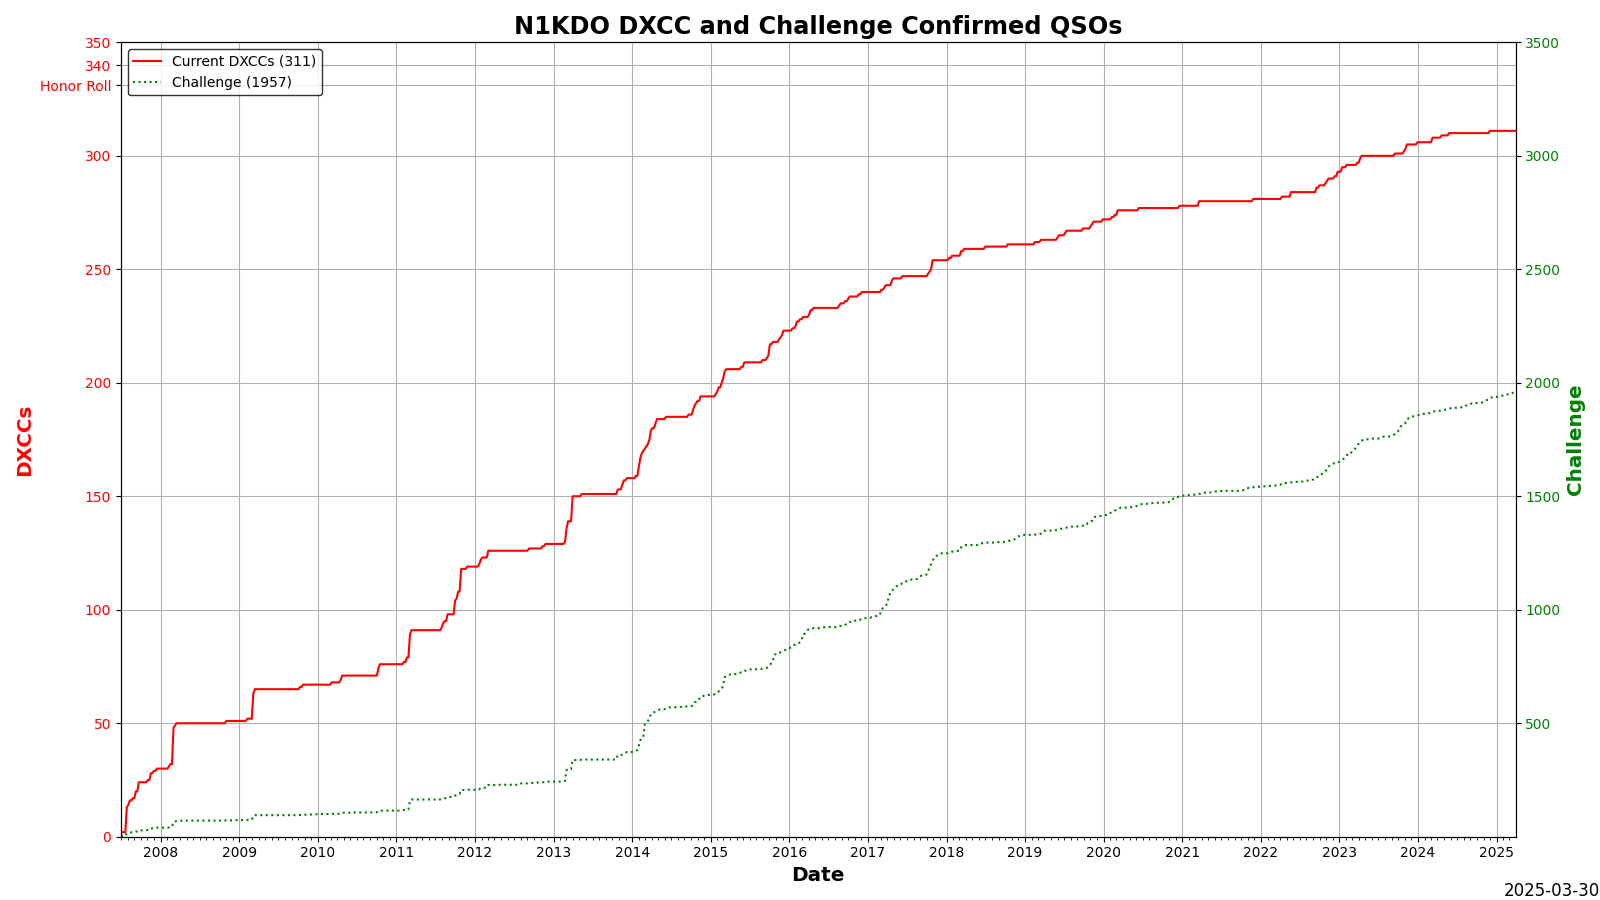 N1KDO DXCC and Challenge Confirmed QSOs
Current DXCCs (311)
Challenge (1957)
350
340
Honor Roll
300
250
200
150
100
50
0
DXCCs
3500
3000
2500
2000
1500
1000
500
Challenge
2008 2009 2010 2011 2012 2013 2014 2015 2016 2017 2018 2019 2020 2021 2022 2023 2024 2025
Date
2025-03-30